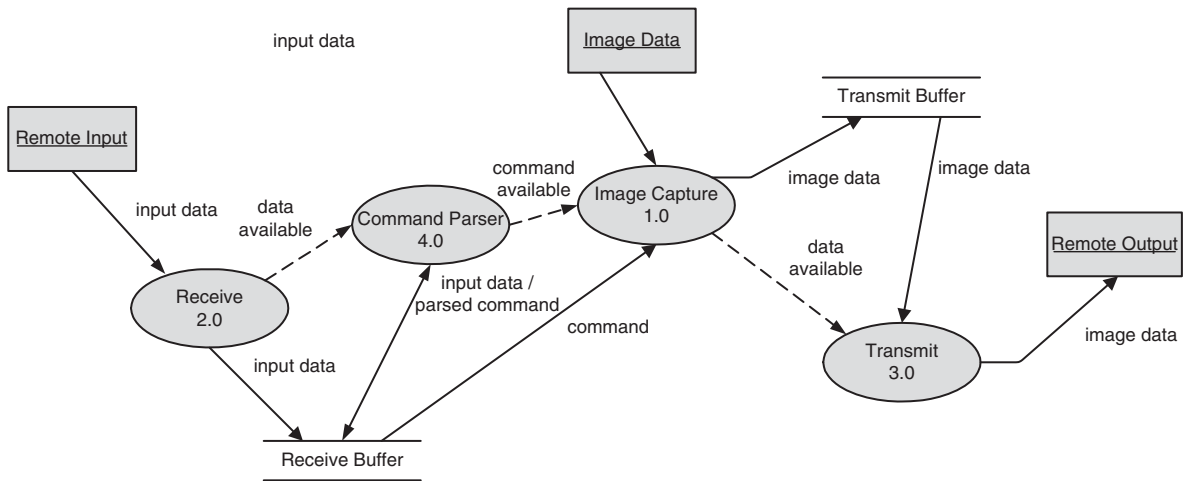 input data
Image Data
Transmit Buffer
Remote Input
command
available
Image Capture
1.0
image data
image data
input data
data
available
Command Parser
4.0
data
available
Remote Output
Receive
2.0
input data /
parsed command
command
Transmit
3.0
image data
input data
Receive Buffer